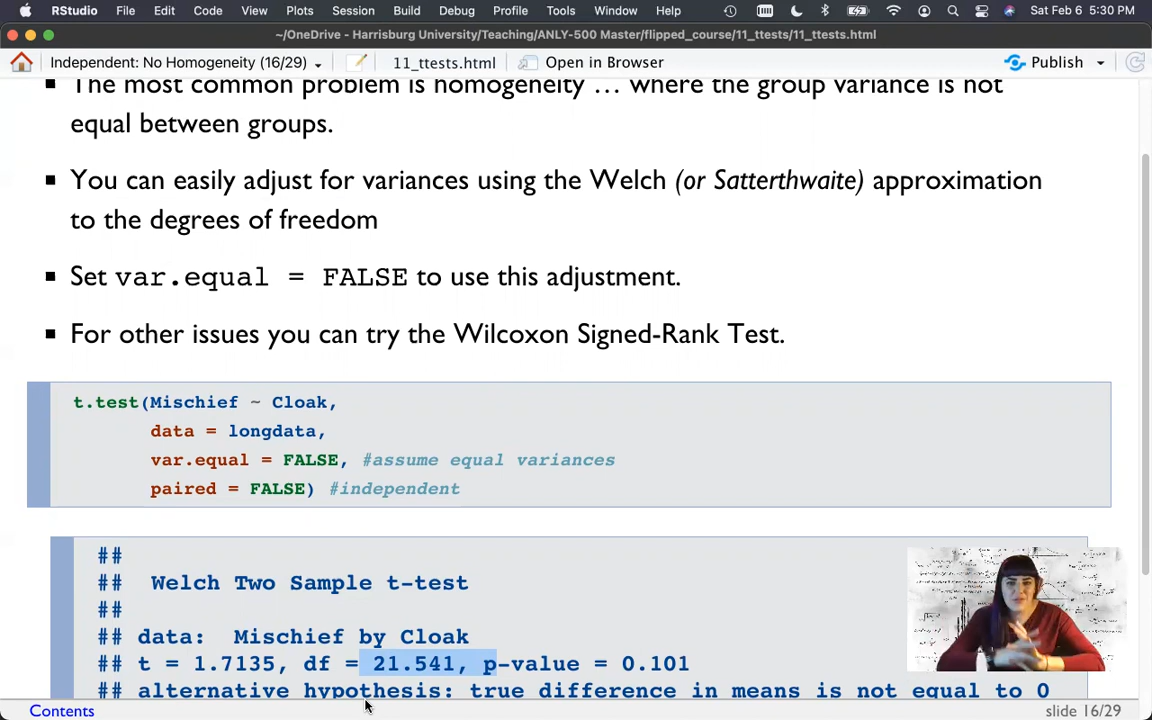 RStudio File Edit Code View Plots Session Build Debug Profile Tools Window Help Sat Feb 6 5:30 PM
~/OneDrive - Harrisburg University/Teaching/ANLY-500 Master/flipped_course/11_ttests/11_ttests.html
Independent: No Homogeneity (16/29) 11_ttests.html Open in Browser Publish
The most common problem is homogeneity … where the group variance is not
equal between groups.
You can easily adjust for variances using the Welch (or Satterthwaite) approximation
to the degrees of freedom
Set var.equal = FALSE to use this adjustment.
For other issues you can try the Wilcoxon Signed-Rank Test.
t.test(Mischief ~ Cloak,
data = longdata,
var.equal = FALSE, #assume equal variances
paired = FALSE) #independent
##
## Welch Two Sample t-test
##
## data: Mischief by Cloak
## t = 1.7135, df = 21.541, p-value = 0.101
## alternative hypothesis: true difference in means is not equal to 0
Contents slide 16/29